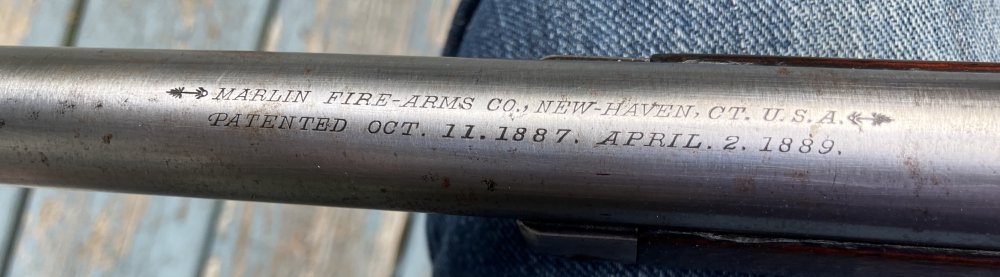 MARLIN FIRE-ARMS CO., NEW-HAVEN, CT. U.S.A.
PATENTED OCT. 11.1887. APRIL. 2. 1889.